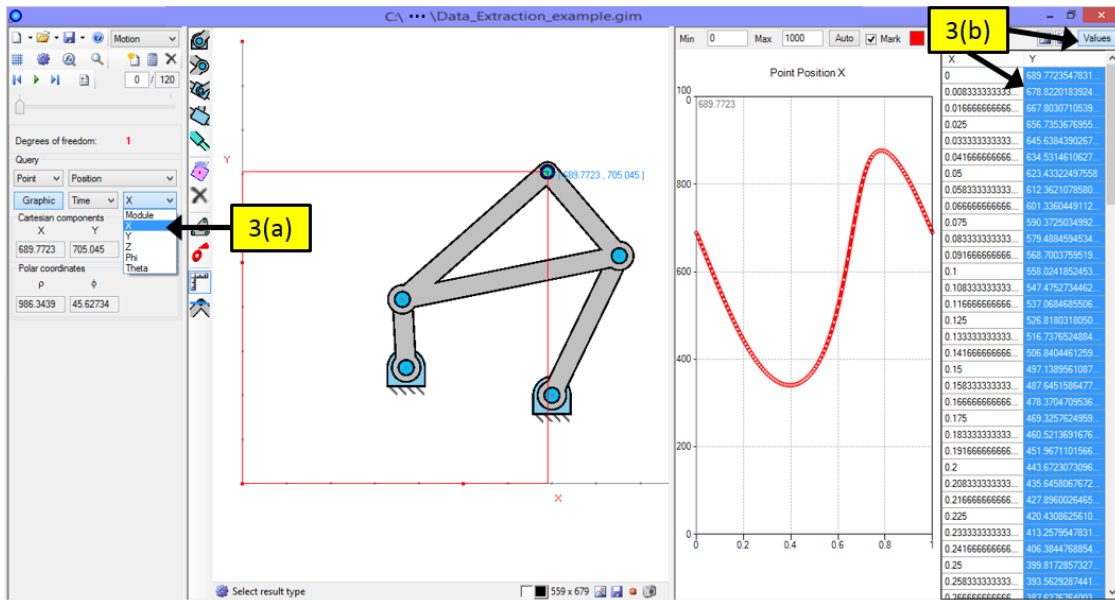 C:\ ••• \Data_Extraction_example.gim
Motion
0 / 120
Degrees of freedom: 1
Query
Point Position
Graphic Time X
Module
X
Y
Z
Phi
Theta
Cartesian components
X Y
689.7723 705.045
Polar coordinates
ρ ϕ
986.3439 45.62734
3(a)
Y
( 689.7723 , 705.045 )
X
Select result type
559 x 679
Min 0 Max 1000 Auto Mark
3(b)
Values
Point Position X
100
0
689.7723
800
600
400
200
0
0 0.2 0.4 0.6 0.8 1
X Y
0 689.7723547831...
0.008333333333... 678.8220183924...
0.016666666666... 667.8030710539...
0.025 656.7353676955...
0.033333333333... 645.6384390267...
0.041666666666... 634.5314610627...
0.05 623.43322497558
0.058333333333... 612.3621078580...
0.066666666666... 601.3360449112...
0.075 590.3725034992...
0.083333333333... 579.4884594534...
0.091666666666... 568.7003759519...
0.1 558.0241852453...
0.108333333333... 547.4752734462...
0.116666666666... 537.0684685506...
0.125 526.8180318050...
0.133333333333... 516.7376524884...
0.141666666666... 506.8404461259...
0.15 497.1389561087...
0.158333333333... 487.6451586477...
0.166666666666... 478.3704709536...
0.175 469.3257624959...
0.183333333333... 460.5213691676...
0.191666666666... 451.9671101566...
0.2 443.6723073096...
0.208333333333... 435.6458067672...
0.216666666666... 427.8960026465...
0.225 420.4308625610...
0.233333333333... 413.2579547831...
0.241666666666... 406.3844768854...
0.25 399.8172857327...
0.258333333333... 393.5629287441...